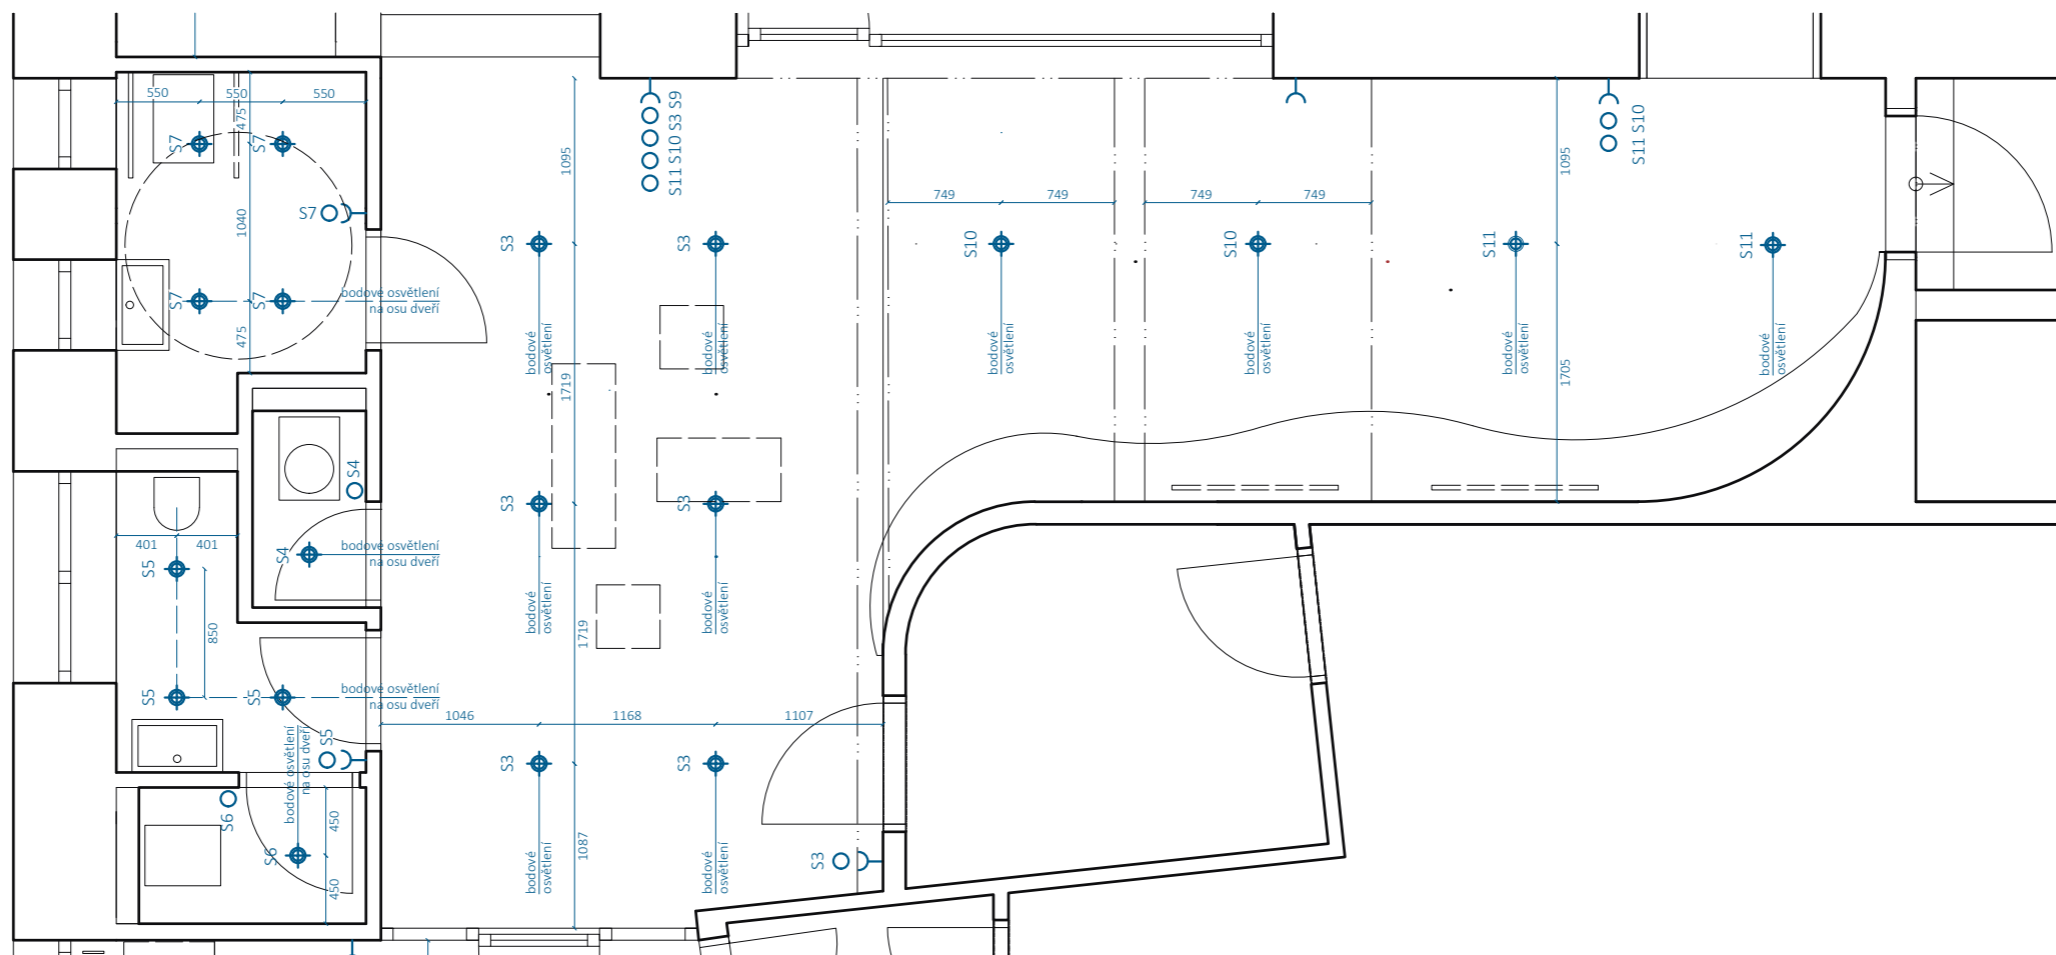 550
550
550
475
S7
S7
1040
S7
S7
S7
475
bodové osvětlení
na osu dveří
S11 S10 S3 S9
1095
S3
S3
bodové
osvětlení
bodové
osvětlení
1719
749
749
749
749
S10
S10
S11
S11
bodové
osvětlení
bodové
osvětlení
bodové
osvětlení
bodové
osvětlení
S11 S10
1095
1705
S4
S4
bodové osvětlení
na osu dveří
401
401
S5
850
S5
S5
bodové osvětlení
na osu dveří
S3
S3
bodové
osvětlení
bodové
osvětlení
1719
1046
1168
1107
S5
bodové osvětlení
na osu dveří
S6
S6
450
450
S3
S3
bodové
osvětlení
bodové
osvětlení
1087
S3